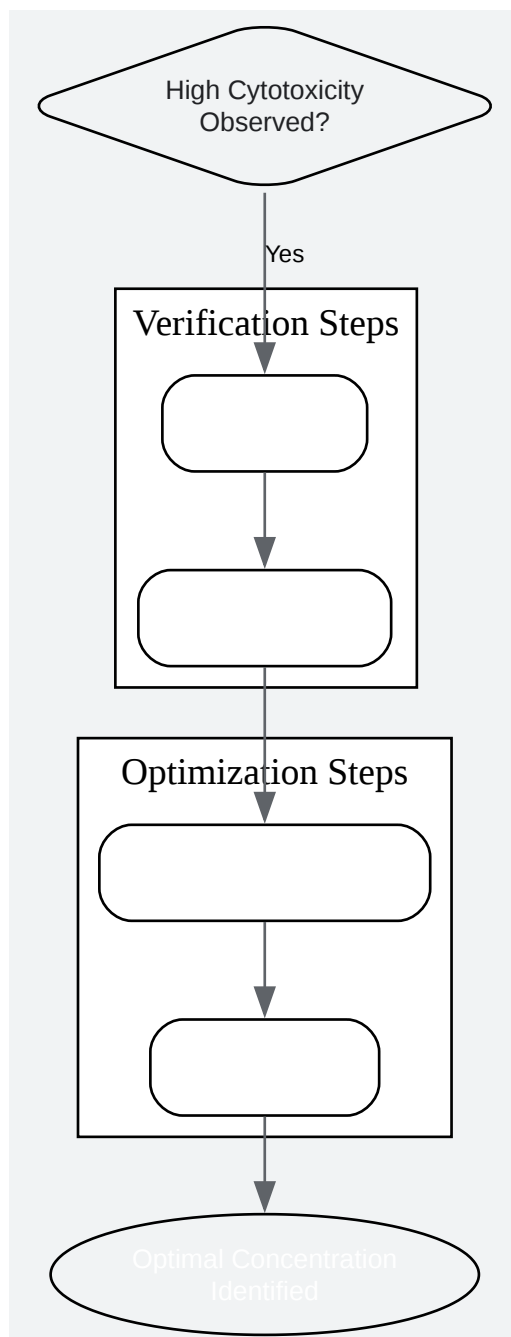 High Cytotoxicity
Observed?
Yes
Verification Steps
Optimization Steps
Optimal Concentration
Identified